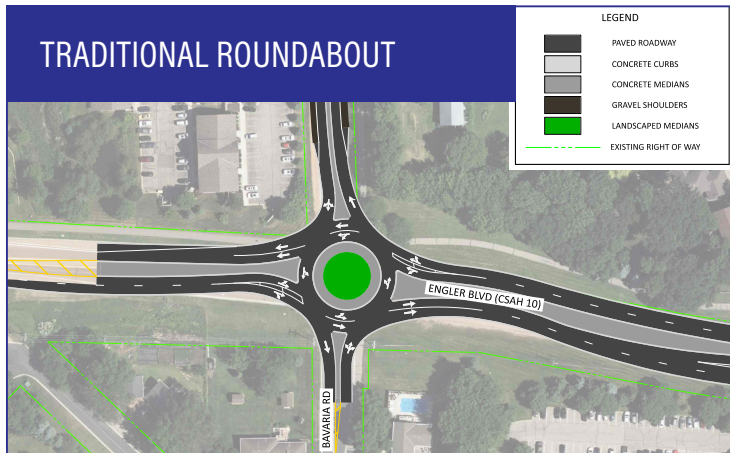 TRADITIONAL ROUNDABOUT
LEGEND
PAVED ROADWAY
CONCRETE CURBS
CONCRETE MEDIANS
GRAVEL SHOULDERS
LANDSCAPED MEDIANS
EXISTING RIGHT OF WAY
ENGLER BLVD (CSAH 10)
BAVARIA RD